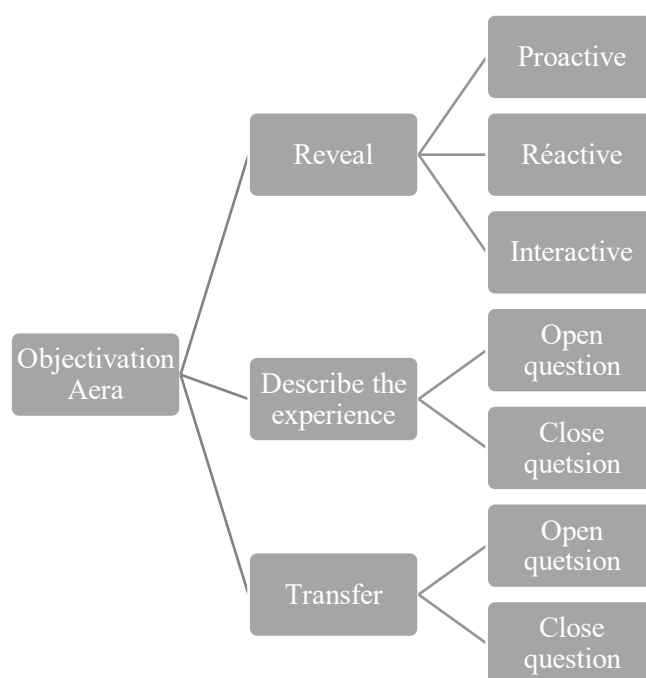 Objectivation
Aera
Reveal
Proactive
Réactive
Interactive
Describe the
experience
Open
question
Close
quetsion
Transfer
Open
quetsion
Close
question